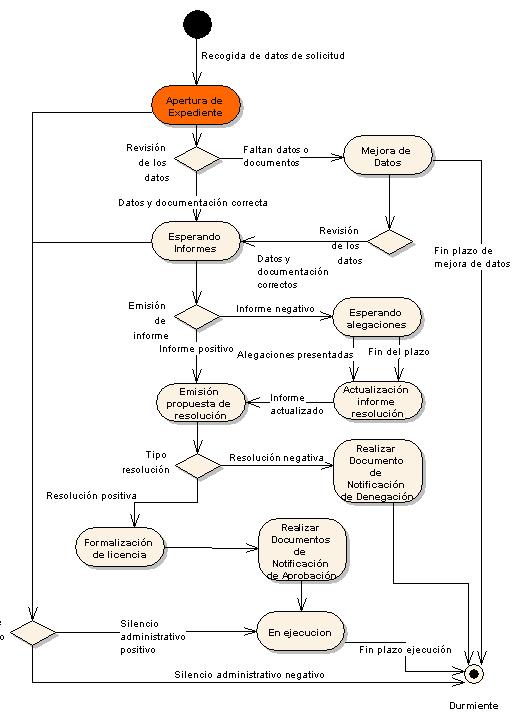 Recogida de datos de solicitud
Apertura de
Expediente
Revisión
de los
datos
Faltan datos o
documentos
Mejora de
Datos
Datos y documentación correcta
Esperando
Informes
Revisión
de los
datos
Datos y
documentación
correctos
Fin plazo de
mejora de datos
Emisión
de
informe
Informe negativo
Esperando
alegaciones
Informe positivo
Alegaciones presentadas
Fin del plazo
Emisión
propuesta de
resolución
Informe
actualizado
Actualización
informe
resolución
Tipo
resolución
Resolución negativa
Realizar
Documento
de
Notificación
de Denegación
Resolución positiva
Formalización
de licencia
Realizar
Documentos
de
Notificación
de Aprobación
Silencio
administrativo
positivo
En ejecucion
Fin plazo ejecución
Silencio administrativo negativo
Durmiente